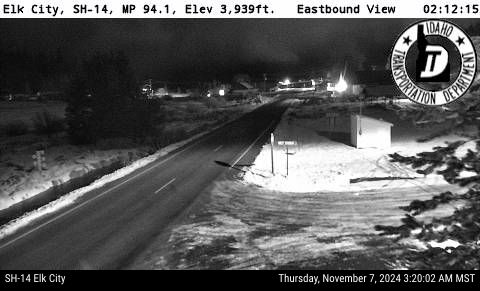 Elk City, SH-14, MP 94.1, Elev 3,939ft.   Eastbound View    02:12:15
IDAHO
TRANSPORTATION DEPARTMENT
SH-14 Elk City
Thursday, November 7, 2024 3:20:02 AM MST